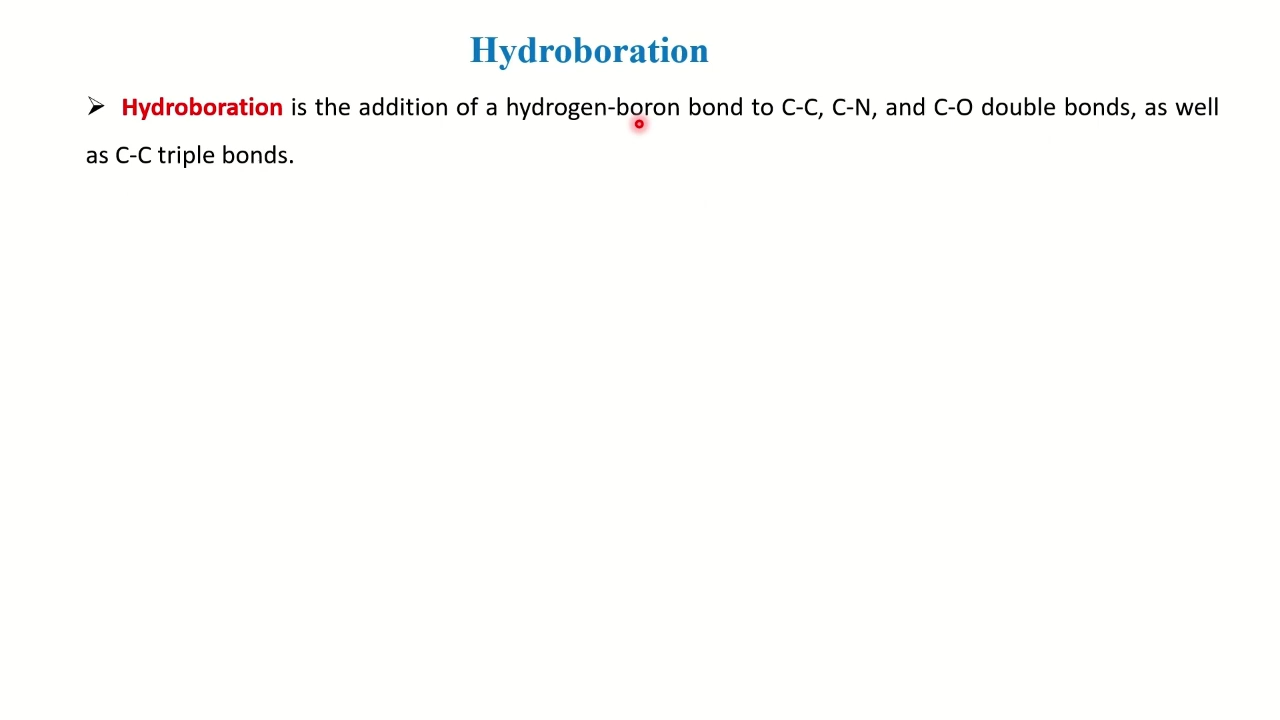 Hydroboration
➢ Hydroboration is the addition of a hydrogen-boron bond to C-C, C-N, and C-O double bonds, as well
as C-C triple bonds.